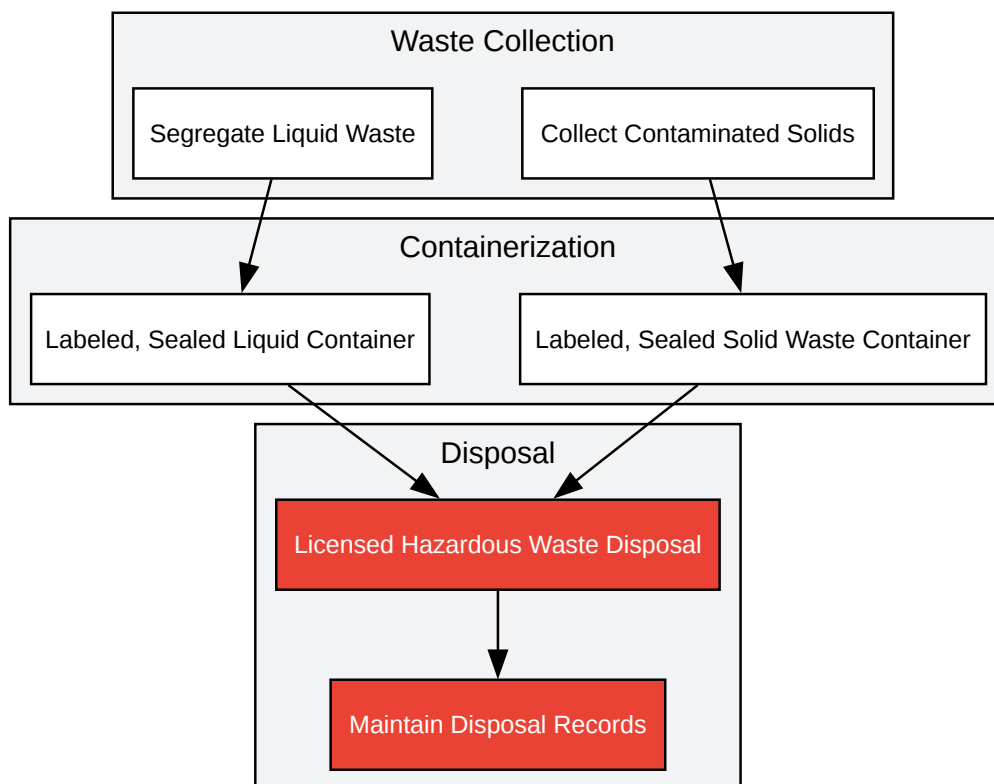 Waste Collection
Segregate Liquid Waste
Collect Contaminated Solids
Containerization
Labeled, Sealed Liquid Container
Labeled, Sealed Solid Waste Container
Disposal
Licensed Hazardous Waste Disposal
Maintain Disposal Records